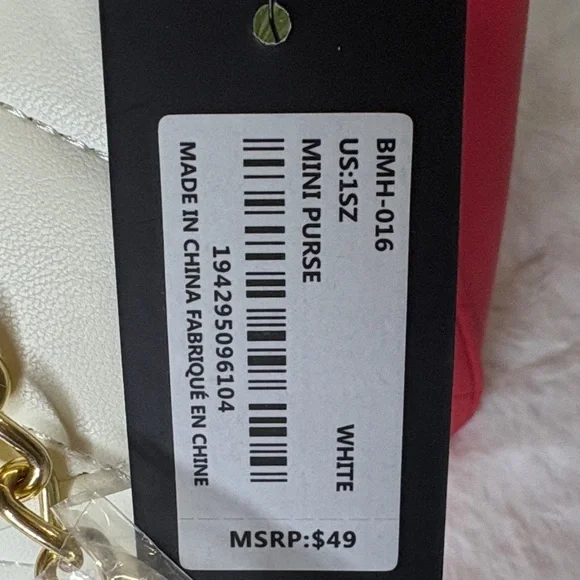 BMH-016
US:1SZ WHITE
MINI PURSE
194295096104
MADE IN CHINA FABRIQUÉ EN CHINE
MSRP:$49